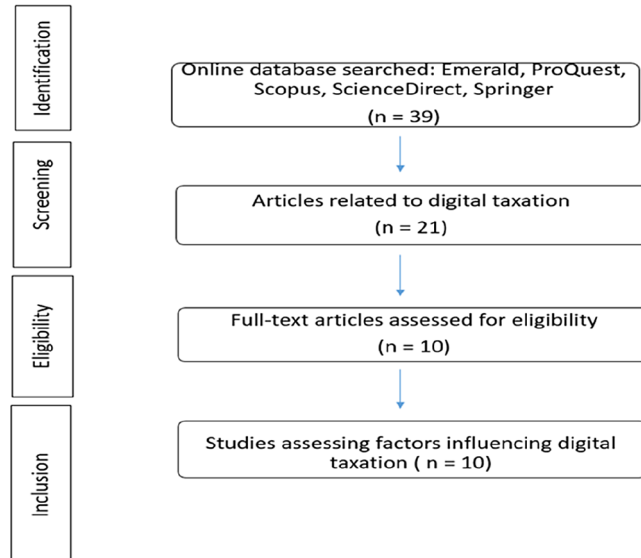 Identification
Online database searched: Emerald, ProQuest,
Scopus, ScienceDirect, Springer
(n = 39)
Screening
Articles related to digital taxation
(n = 21)
Eligibility
Full-text articles assessed for eligibility
(n = 10)
Inclusion
Studies assessing factors influencing digital
taxation ( n = 10)